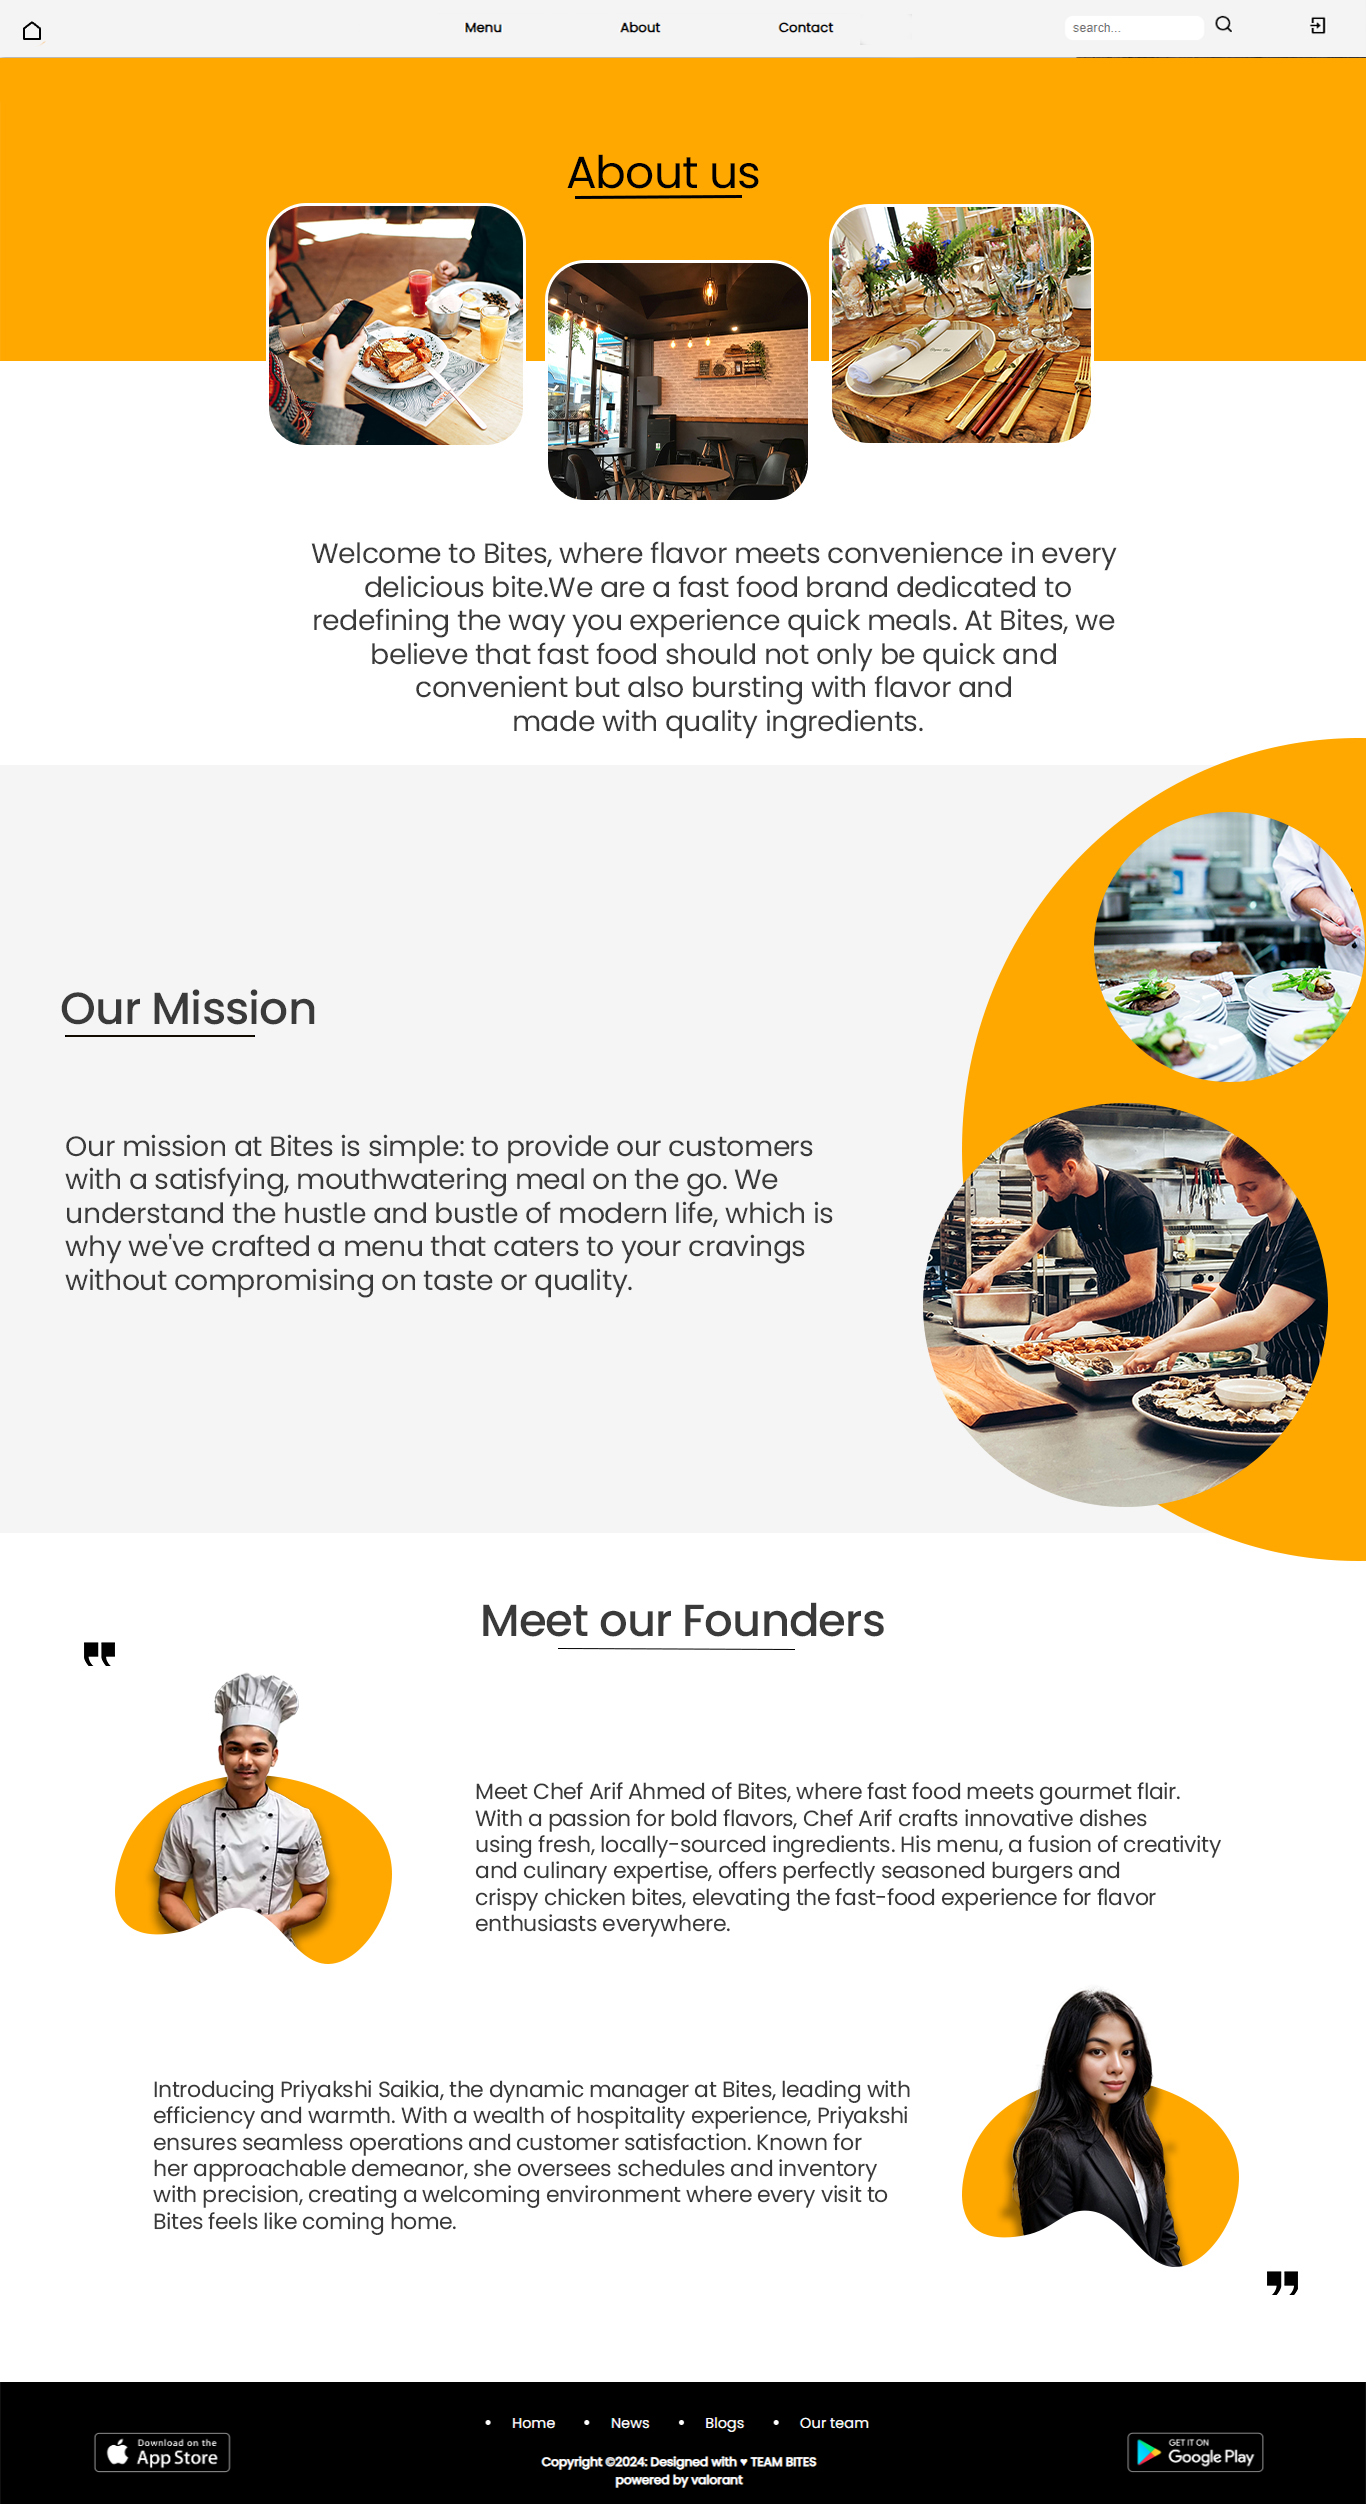 Menu
About
Contact
search...
About us
Welcome to Bites, where flavor meets convenience in every
delicious bite.We are a fast food brand dedicated to
redefining the way you experience quick meals. At Bites, we
believe that fast food should not only be quick and
convenient but also bursting with flavor and
made with quality ingredients.
Our Mission
Our mission at Bites is simple: to provide our customers
with a satisfying, mouthwatering meal on the go. We
understand the hustle and bustle of modern life, which is
why we've crafted a menu that caters to your cravings
without compromising on taste or quality.
Meet our Founders
Meet Chef Arif Ahmed of Bites, where fast food meets gourmet flair.
With a passion for bold flavors, Chef Arif crafts innovative dishes
using fresh, locally-sourced ingredients. His menu, a fusion of creativity
and culinary expertise, offers perfectly seasoned burgers and
crispy chicken bites, elevating the fast-food experience for flavor
enthusiasts everywhere.
Introducing Priyakshi Saikia, the dynamic manager at Bites, leading with
efficiency and warmth. With a wealth of hospitality experience, Priyakshi
ensures seamless operations and customer satisfaction. Known for
her approachable demeanor, she oversees schedules and inventory
with precision, creating a welcoming environment where every visit to
Bites feels like coming home.
• Home • News • Blogs • Our team
Download on the
App Store
GET IT ON
Google Play
Copyright ©2024: Designed with ♥ TEAM BITES
powered by valorant